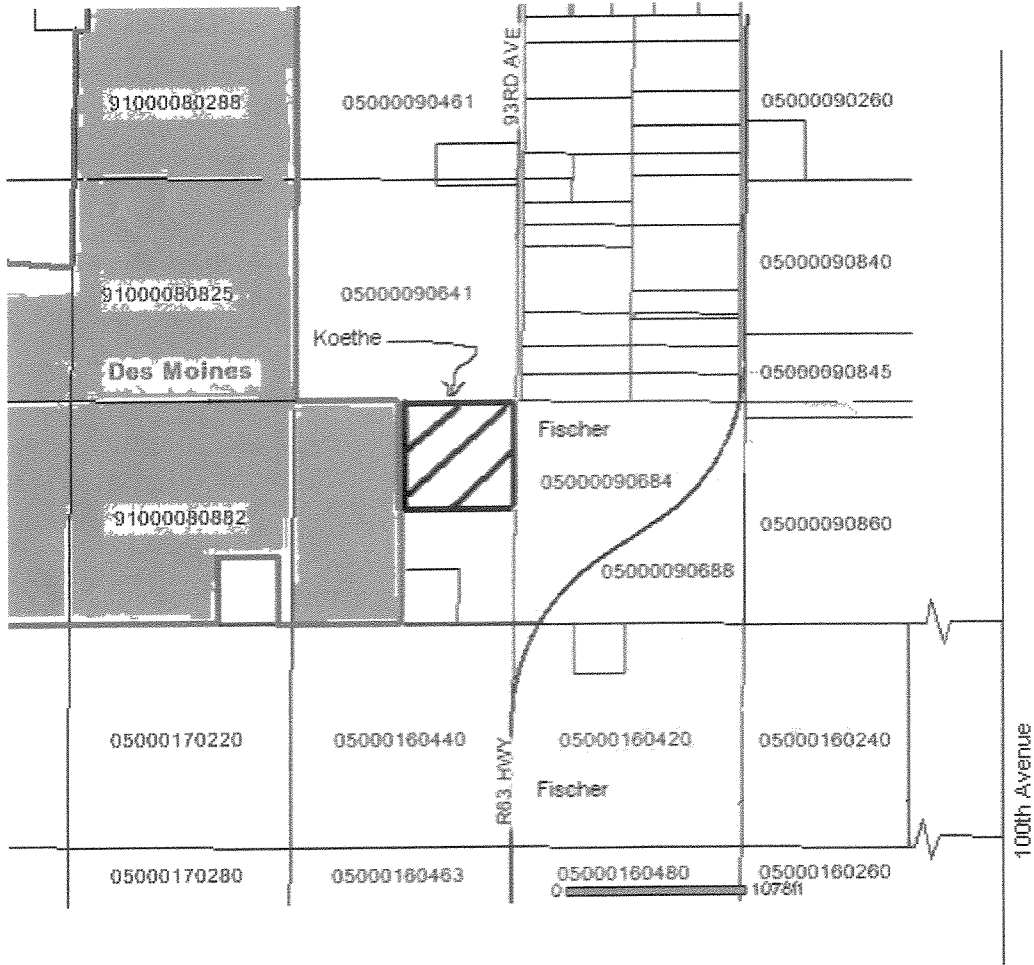 93RD AVE
91000080288
05000090461
05000090260
05000090840
91000080825
05000090641
Koethe
Des Moines
05000090845
Fischer
05000090684
91000080882
05000090860
05000090688
05000170220
05000160440
05000160420
05000160240
R63 HWY
Fischer
100th Avenue
05000170280
05000160463
05000160480
05000160260
0
1078ft